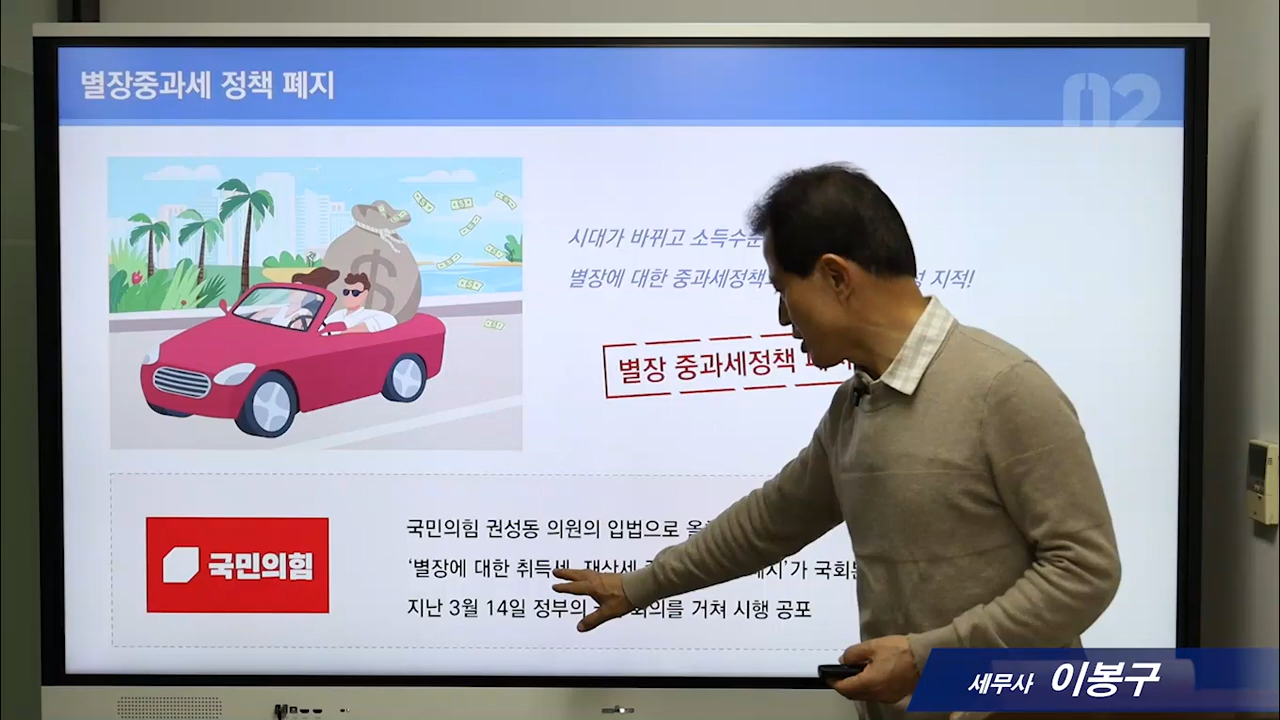 별장중과세 정책 폐지
02
시대가 바뀌고 소득수준
별장에 대한 중과세정책 지적!
별장 중과세정책
국민의힘
국민의힘 권성동 의원의 입법으로
'별장에 대한 취득세, 재산세 가 국회
지난 3월 14일 정부의 회의를 거쳐 시행 공포
세무사 이봉구